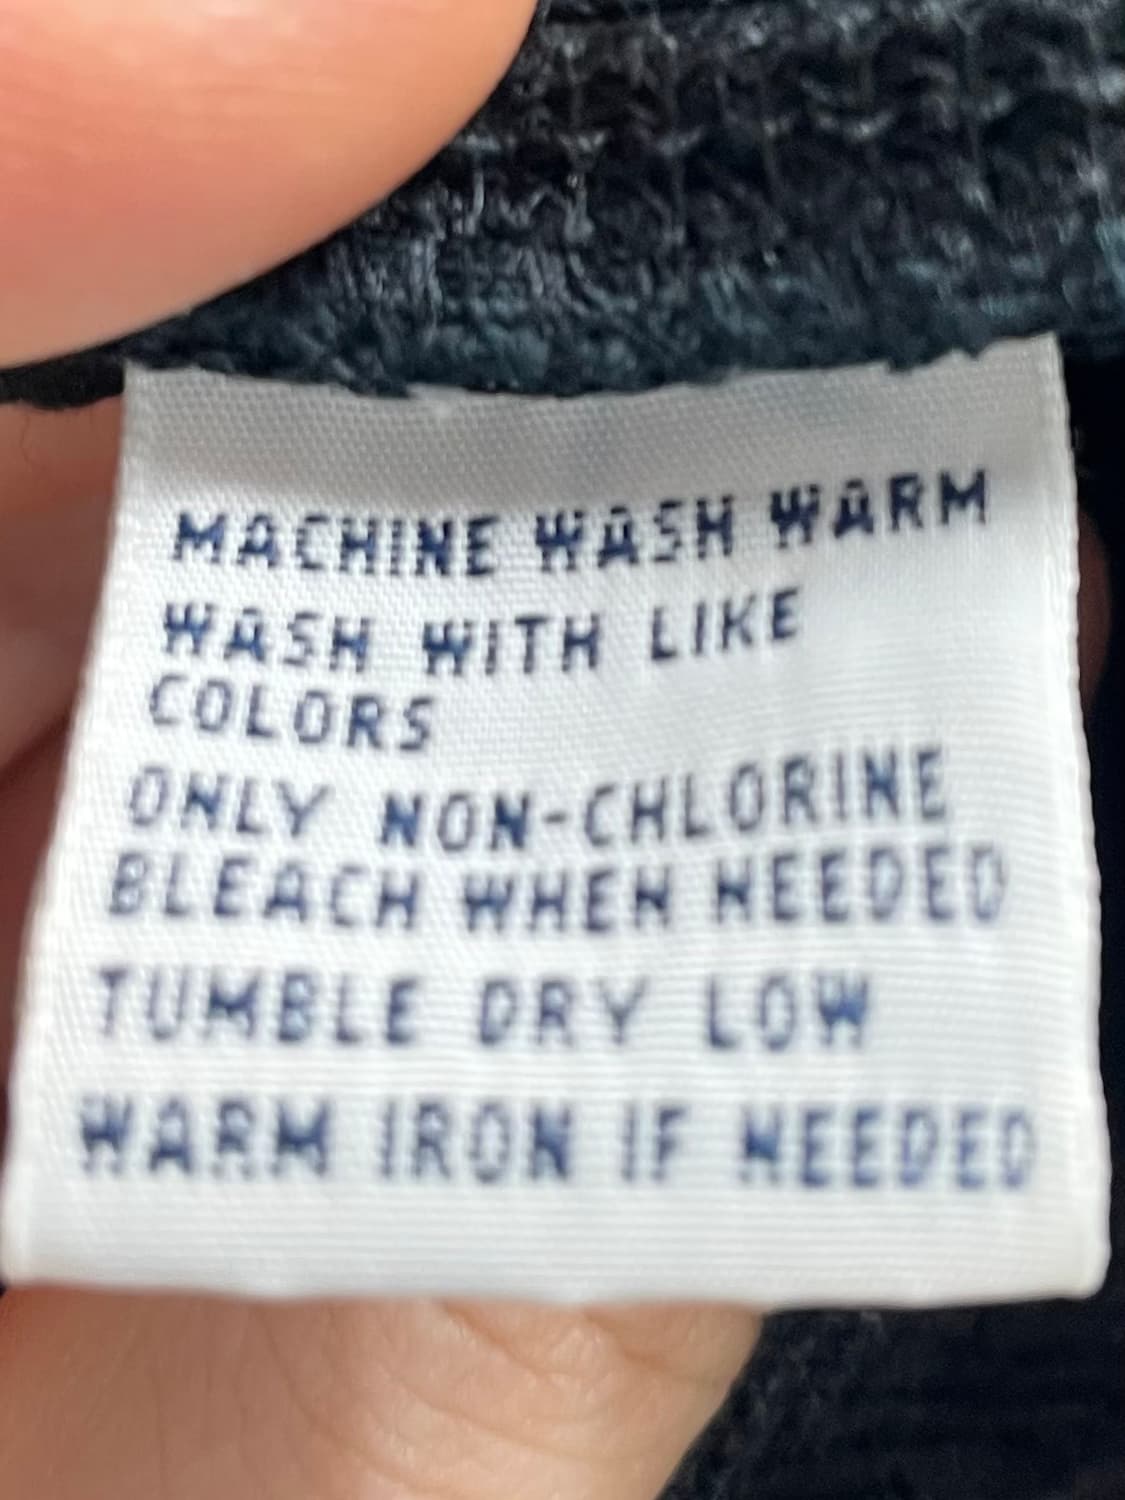 MACHINE WASH WARM
WASH WITH LIKE
COLORS
ONLY NON-CHLORINE
BLEACH WHEN NEEDED
TUMBLE DRY LOW
WARM IRON IF NEEDED